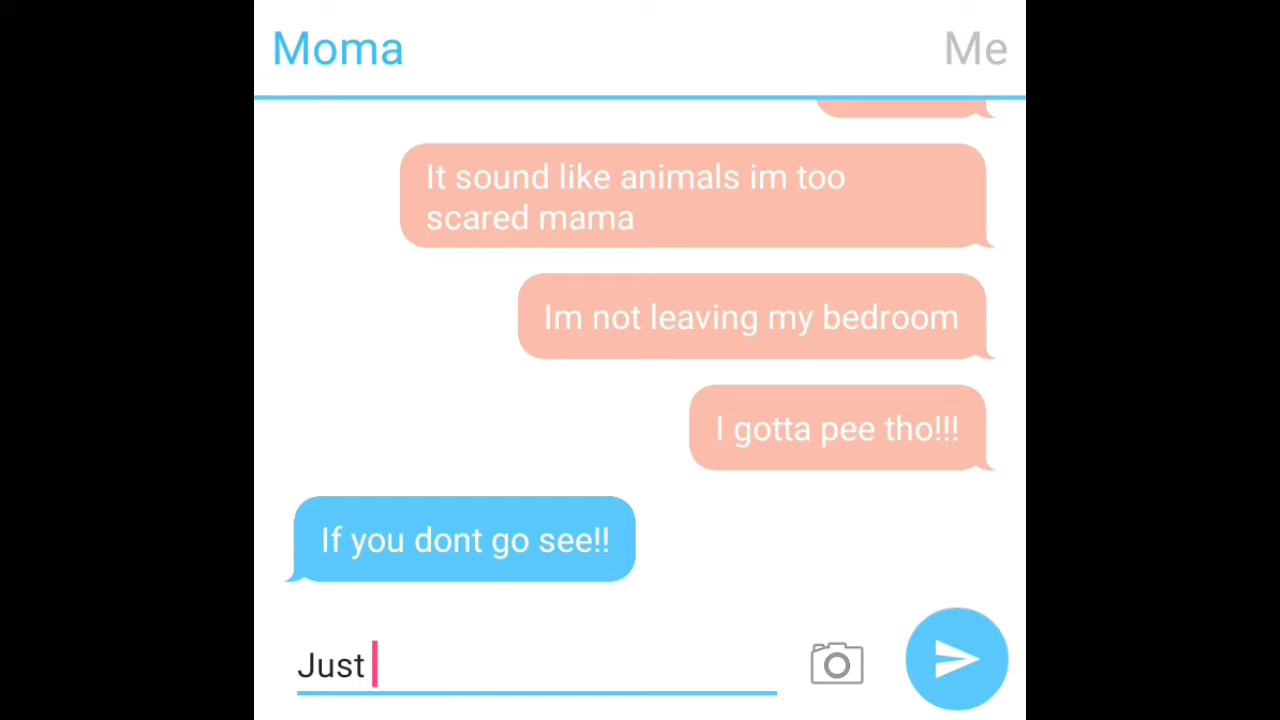 Moma
Me
It sound like animals im too
scared mama
Im not leaving my bedroom
I gotta pee tho!!!
If you dont go see!!
Just